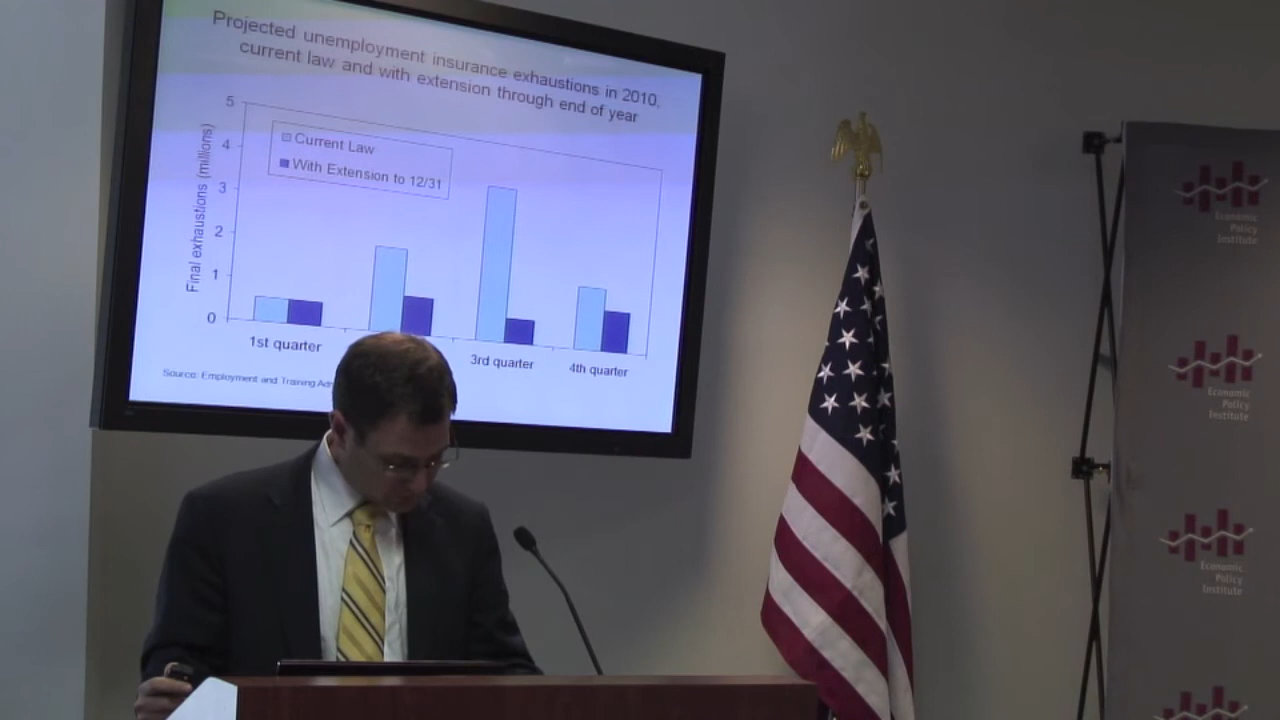 Projected unemployment insurance exhaustions in 2010,
current law and with extension through end of year
5
4
3
2
1
0
Final exhaustions (millions)
Current Law
With Extension to 12/31
1st quarter
3rd quarter
4th quarter
Source: Employment and Training
Economic
Policy
Institute
Economic
Policy
Institute
Economic
Policy
Institute